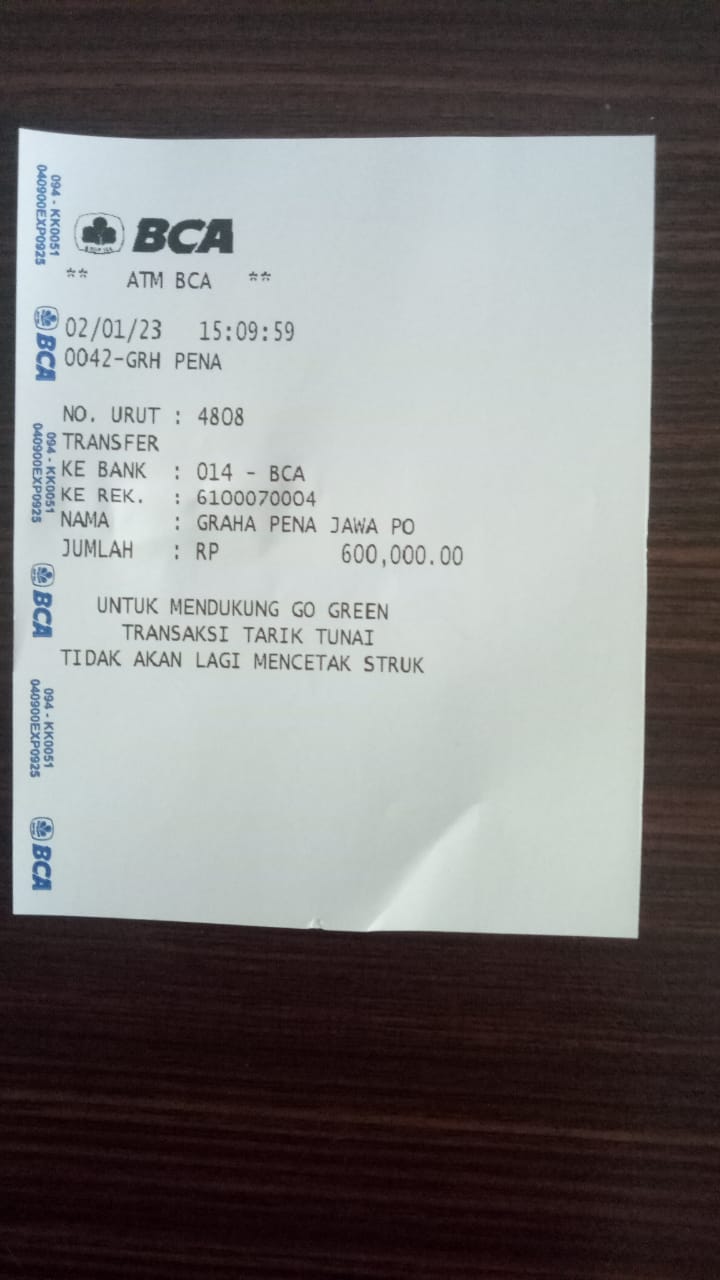 BCA
** ATM BCA **
02/01/23 15:09:59
0042-GRH PENA
NO. URUT : 4808
TRANSFER
KE BANK : 014 - BCA
KE REK. : 6100070004
NAMA : GRAHA PENA JAWA PO
JUMLAH : RP 600,000.00
UNTUK MENDUKUNG GO GREEN
TRANSAKSI TARIK TUNAI
TIDAK AKAN LAGI MENCETAK STRUK
094 - KK0051
040900EXP0925
BCA
094 - KK0051
040900EXP0925
BCA
094 - KK0051
040900EXP0925
BCA